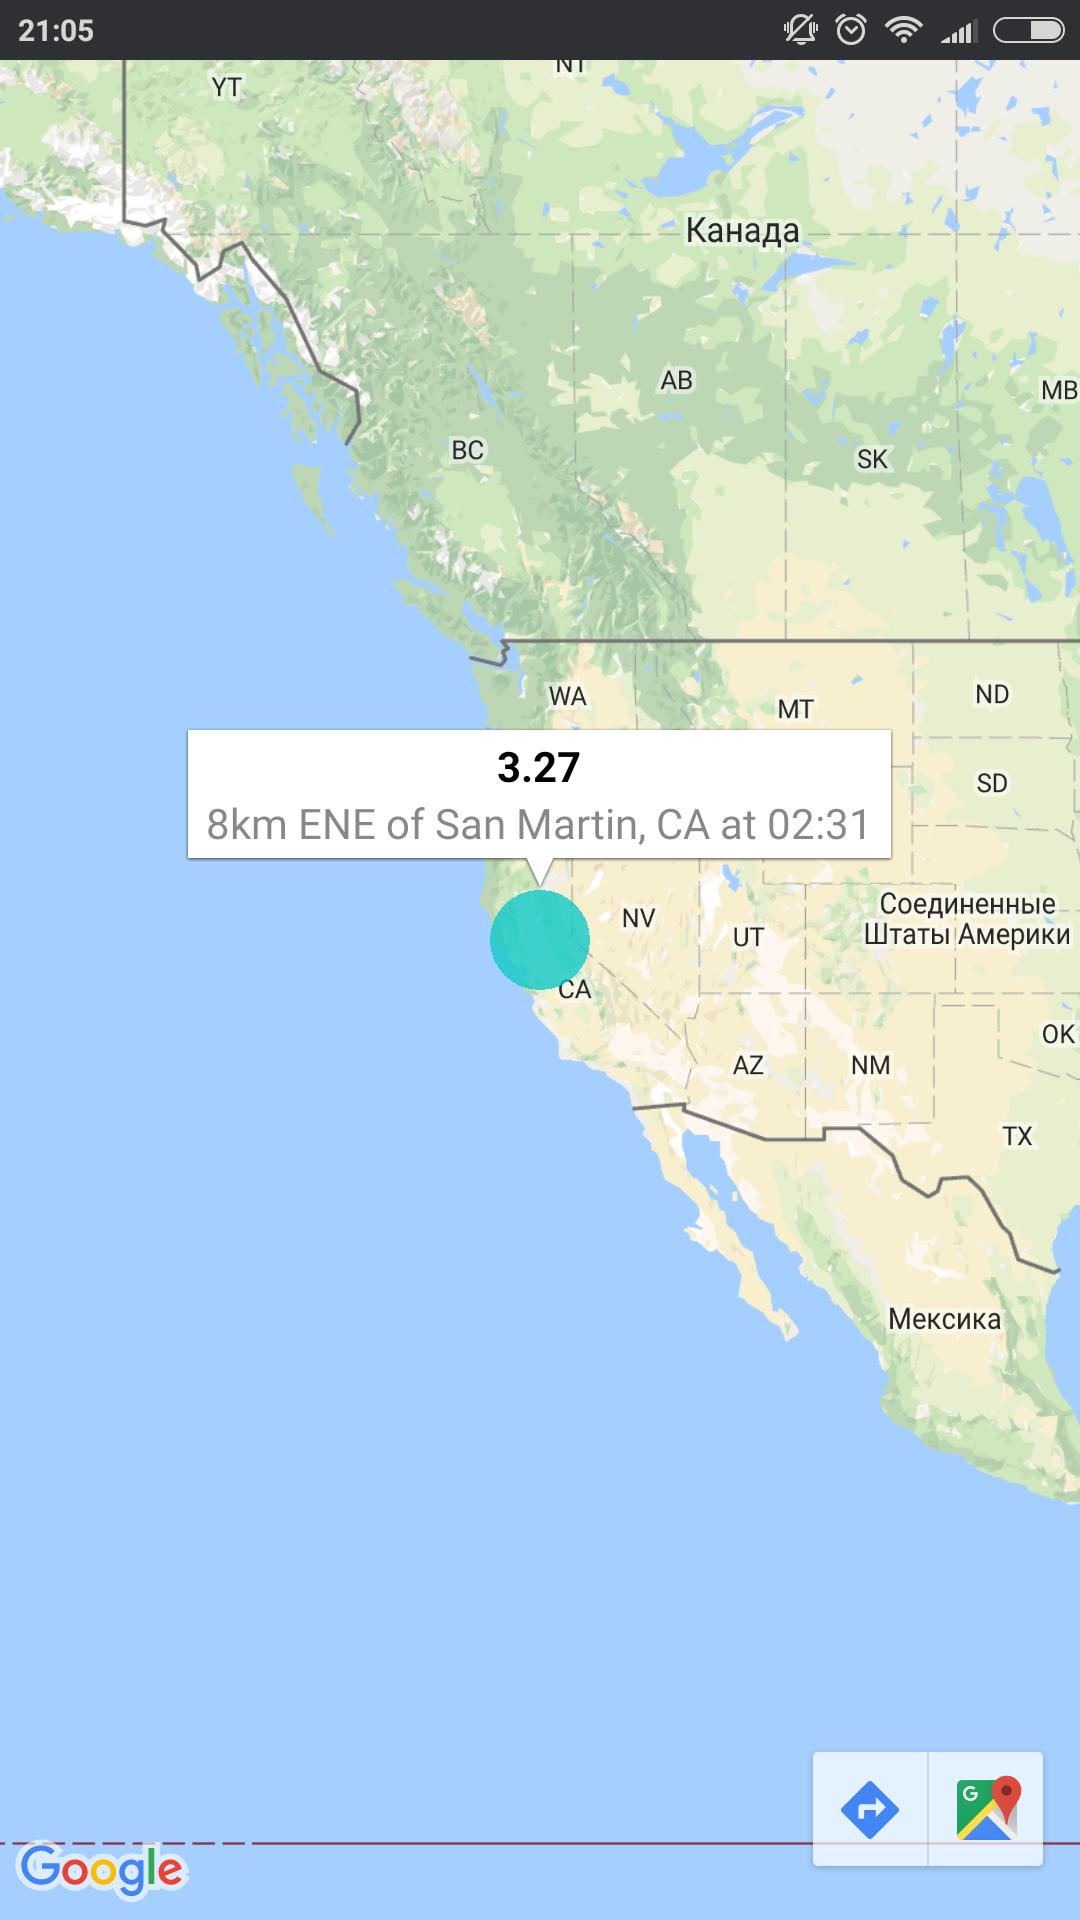 21:05
NT
YT
Канада
AB
MB
BC
SK
WA
ND
MT
3.27
SD
8km ENE of San Martin, CA at 02:31
Соединенные
Штаты Америки
NV
UT
CA
OK
AZ
NM
TX
Мексика
G
Google